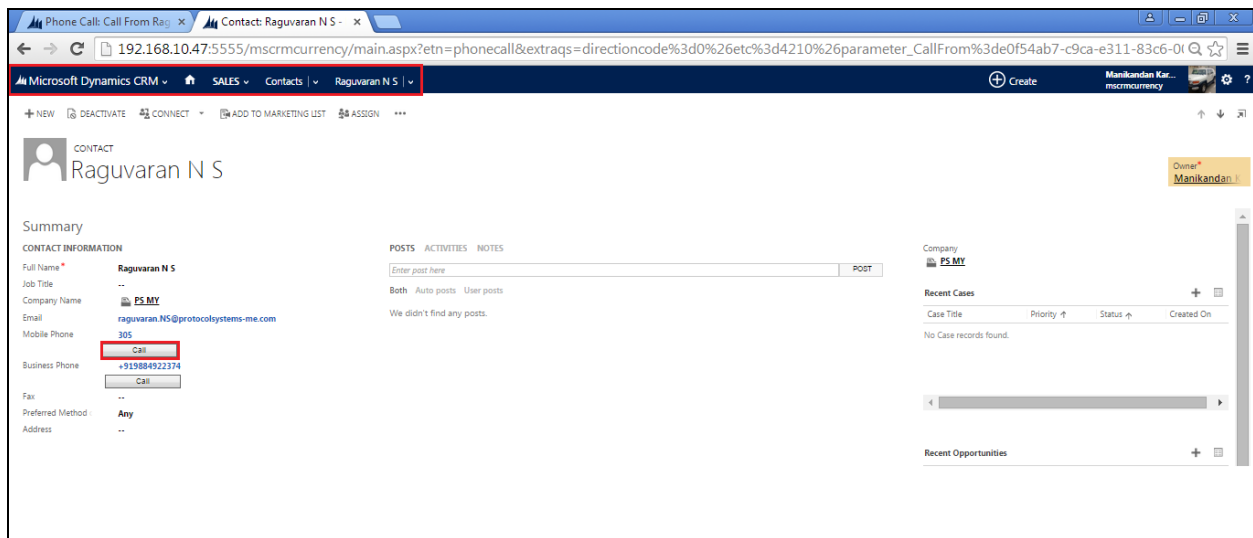 Phone Call: Call From Rag × Contact: Raguvaran N S - ×
192.168.10.47:5555/mscrmcurrency/main.aspx?etn=phonecall&extraqs=directioncode%3d0%26etc%3d4210%26parameter_CallFrom%3de0f54ab7-c9ca-e311-83c6-0(
Microsoft Dynamics CRM SALES Contacts | Raguvaran N S | Create Manikandan Kar... ?
mscrmcurrency
NEW DEACTIVATE CONNECT ADD TO MARKETING LIST ASSIGN •••
CONTACT
Raguvaran N S
Owner*
Manikandan K
Summary
CONTACT INFORMATION
Full Name* Raguvaran N S
Job Title --
Company Name PS MY
Email raguvaran.NS@protocolsystems-me.com
Mobile Phone 305
Call
Business Phone +919884922374
Call
Fax --
Preferred Method Any
Address --
POSTS ACTIVITIES NOTES
Enter post here POST
Both Auto posts User posts
We didn't find any posts.
Company
PS MY
Recent Cases +
Case Title Priority ↑ Status ↑ Created On
No Case records found.
Recent Opportunities +